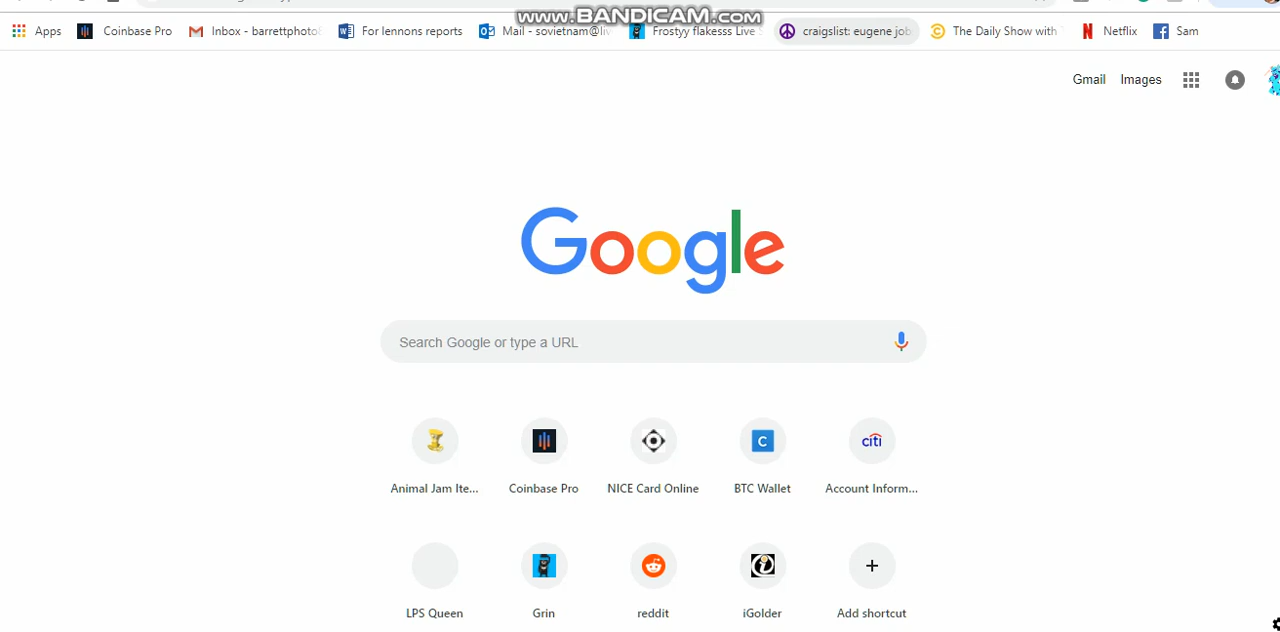 www.BANDICAM.com
Apps Coinbase Pro Inbox - barrettphoto Mail - sovietnam@liv For lennons reports Frostyy flakesss Live craigslist: eugene job The Daily Show with Netflix Sam
Gmail Images
Google
Search Google or type a URL
Animal Jam Ite... Coinbase Pro NICE Card Online BTC Wallet Account Inform...
LPS Queen Grin reddit iGolder Add shortcut